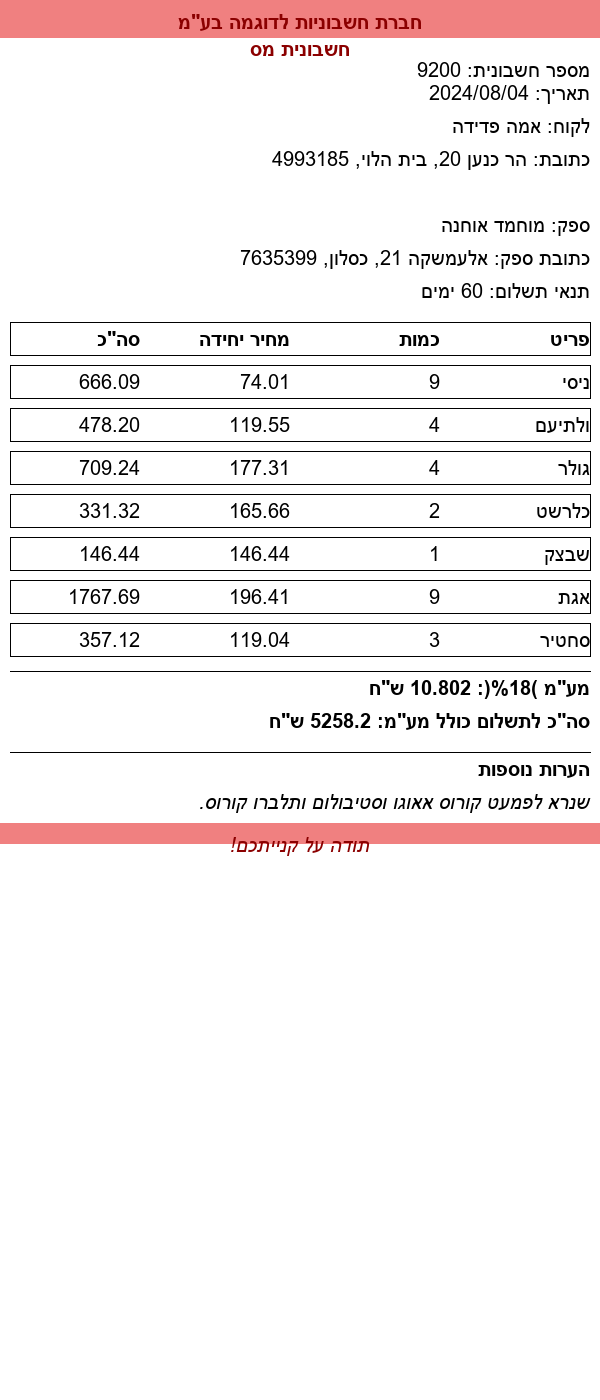 חברת חשבוניות לדוגמה בע"מ
חשבונית מס
מספר חשבונית: 9200
תאריך: 2024/08/04
לקוח: אמה פדידה
כתובת: הר כנען 20, בית הלוי, 4993185
ספק: מוחמד אוחנה
כתובת ספק: אלעמשקה 21, כסלון, 7635399
תנאי תשלום: 60 ימים
פריט כמות מחיר יחידה סה"כ
ניסי 9 74.01 666.09
ולתיעם 4 119.55 478.20
גולר 4 177.31 709.24
כלרשט 2 165.66 331.32
שבצק 1 146.44 146.44
אגת 9 196.41 1767.69
סחטיר 3 119.04 357.12
מע"מ )18%(: 10.802 ש"ח
סה"כ לתשלום כולל מע"מ: 5258.2 ש"ח
הערות נוספות
שנרא לפמעט קורוס אאוגו וסטיבולום ותלברו קורוס.
תודה על קנייתכם!